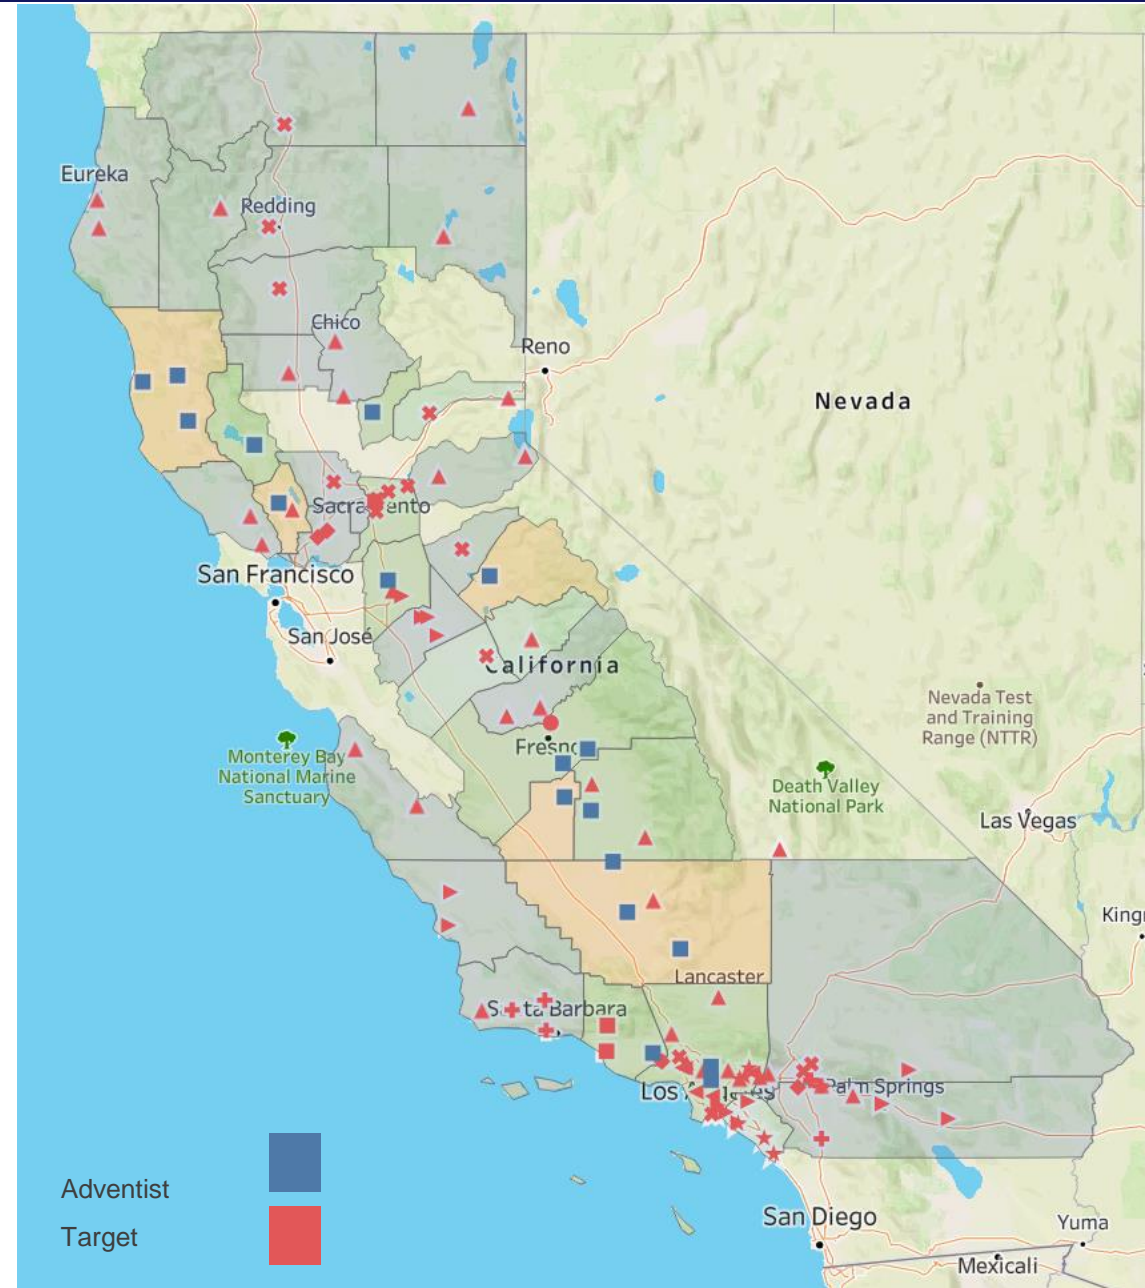 Eureka
Redding
Chico
Reno
Nevada
Sacramento
San Francisco
San José
California
Nevada Test
and Training
Range (NTTR)
Fresno
Monterey Bay
National Marine
Sanctuary
Death Valley
National Park
Las Vegas
Lancaster
Santa Barbara
Los Angeles
Palm Springs
Adventist
Target
San Diego
Yuma
Mexicali